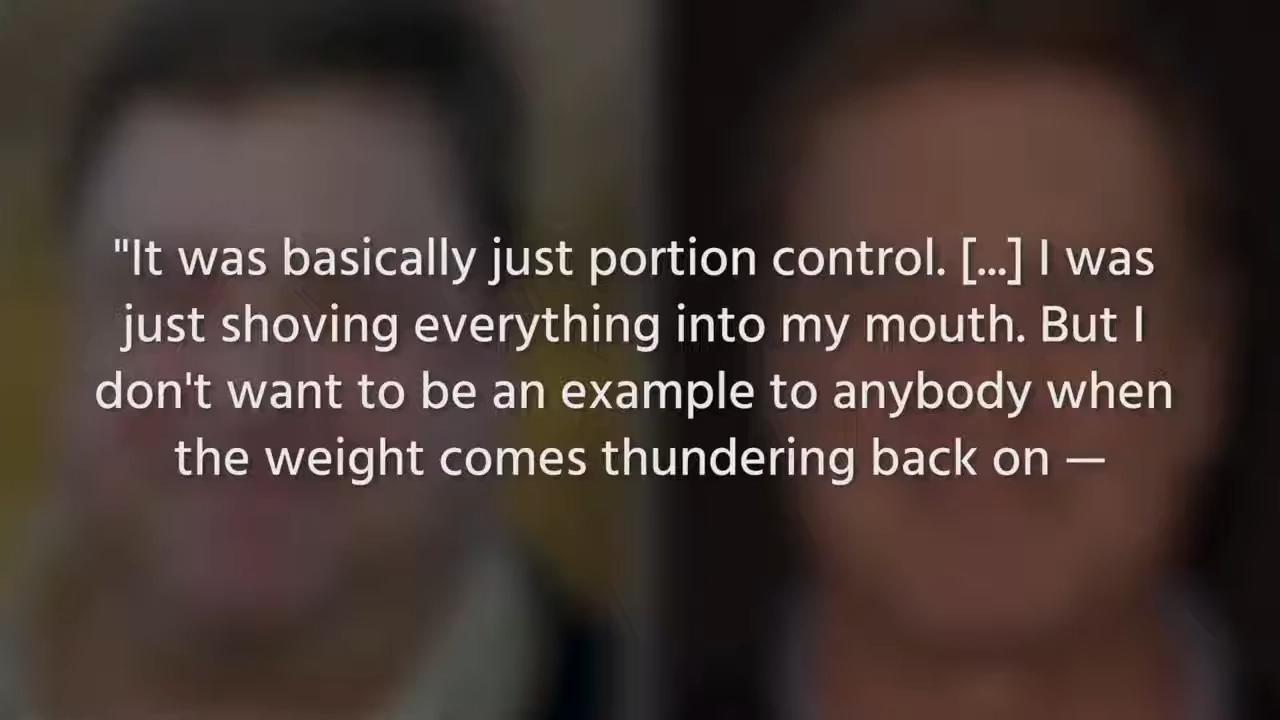 "It was basically just portion control. [...] I was
just shoving everything into my mouth. But I
don't want to be an example to anybody when
the weight comes thundering back on —